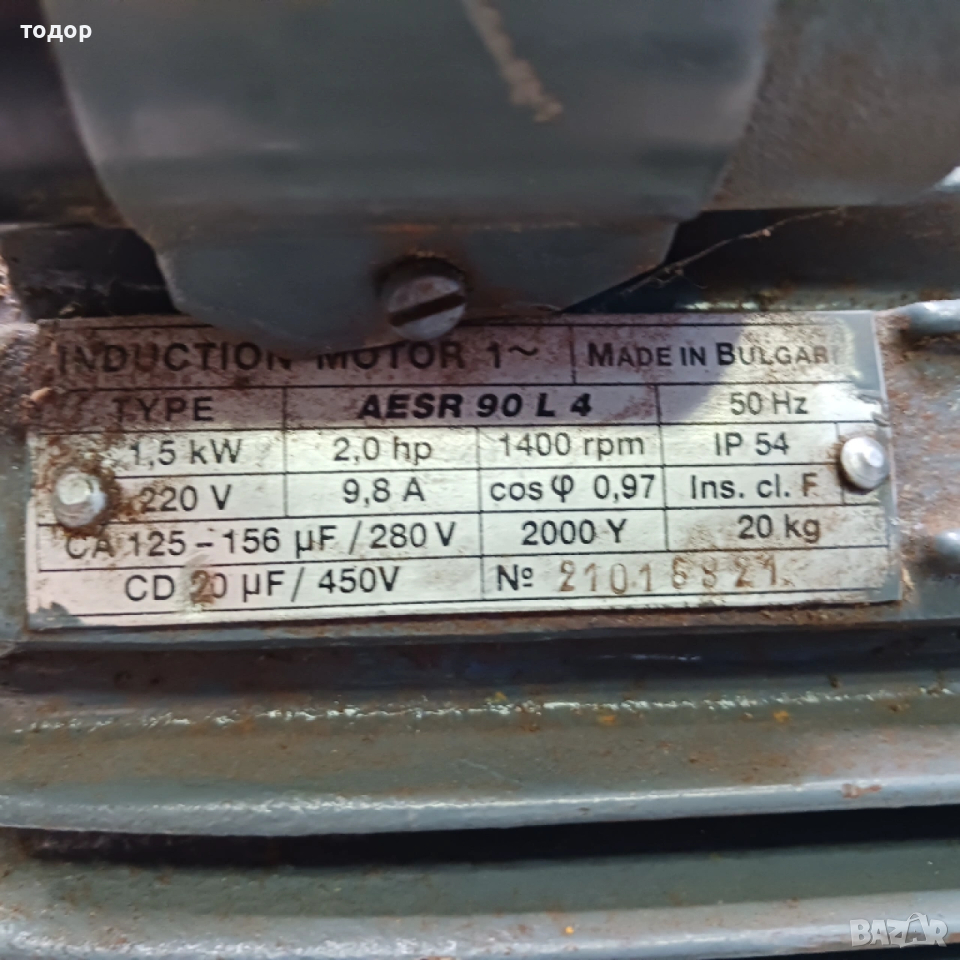 тодор
INDUCTION MOTOR 1~ MADE IN BULGARI
TYPE AESR 90 L 4 50 Hz
1,5 kW 2,0 hp 1400 rpm IP 54
220 V 9,8 A cos φ 0,97 Ins. cl. F
CA 125 - 156 µF / 280 V 2000 Y 20 kg
CD 20 µF / 450V № 21016821
BAZAR